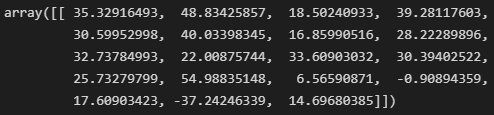 array([[ 35.32916493, 48.83425857, 18.50240933, 39.28117603,
30.59952998, 40.03398345, 16.85990516, 28.22289896,
32.73784993, 22.00875744, 33.60903032, 30.39402522,
25.73279799, 54.98835148, 6.56590871, -0.90894359,
17.60903423, -37.24246339, 14.69680385]])